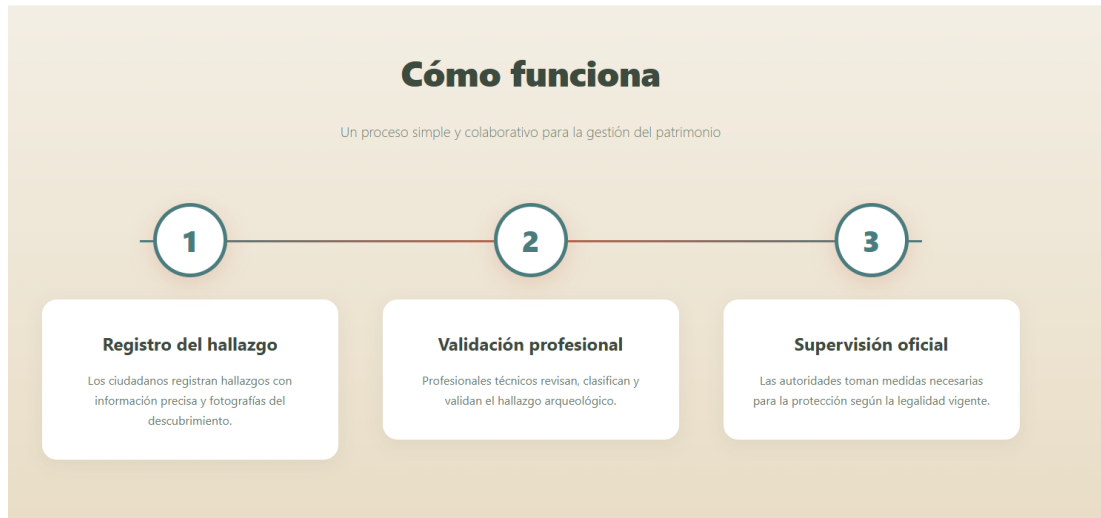 Cómo funciona
Un proceso simple y colaborativo para la gestión del patrimonio
1
2
3
Registro del hallazgo
Los ciudadanos registran hallazgos con
información precisa y fotografías del
descubrimiento.
Validación profesional
Profesionales técnicos revisan, clasifican y
validan el hallazgo arqueológico.
Supervisión oficial
Las autoridades toman medidas necesarias
para la protección según la legalidad vigente.